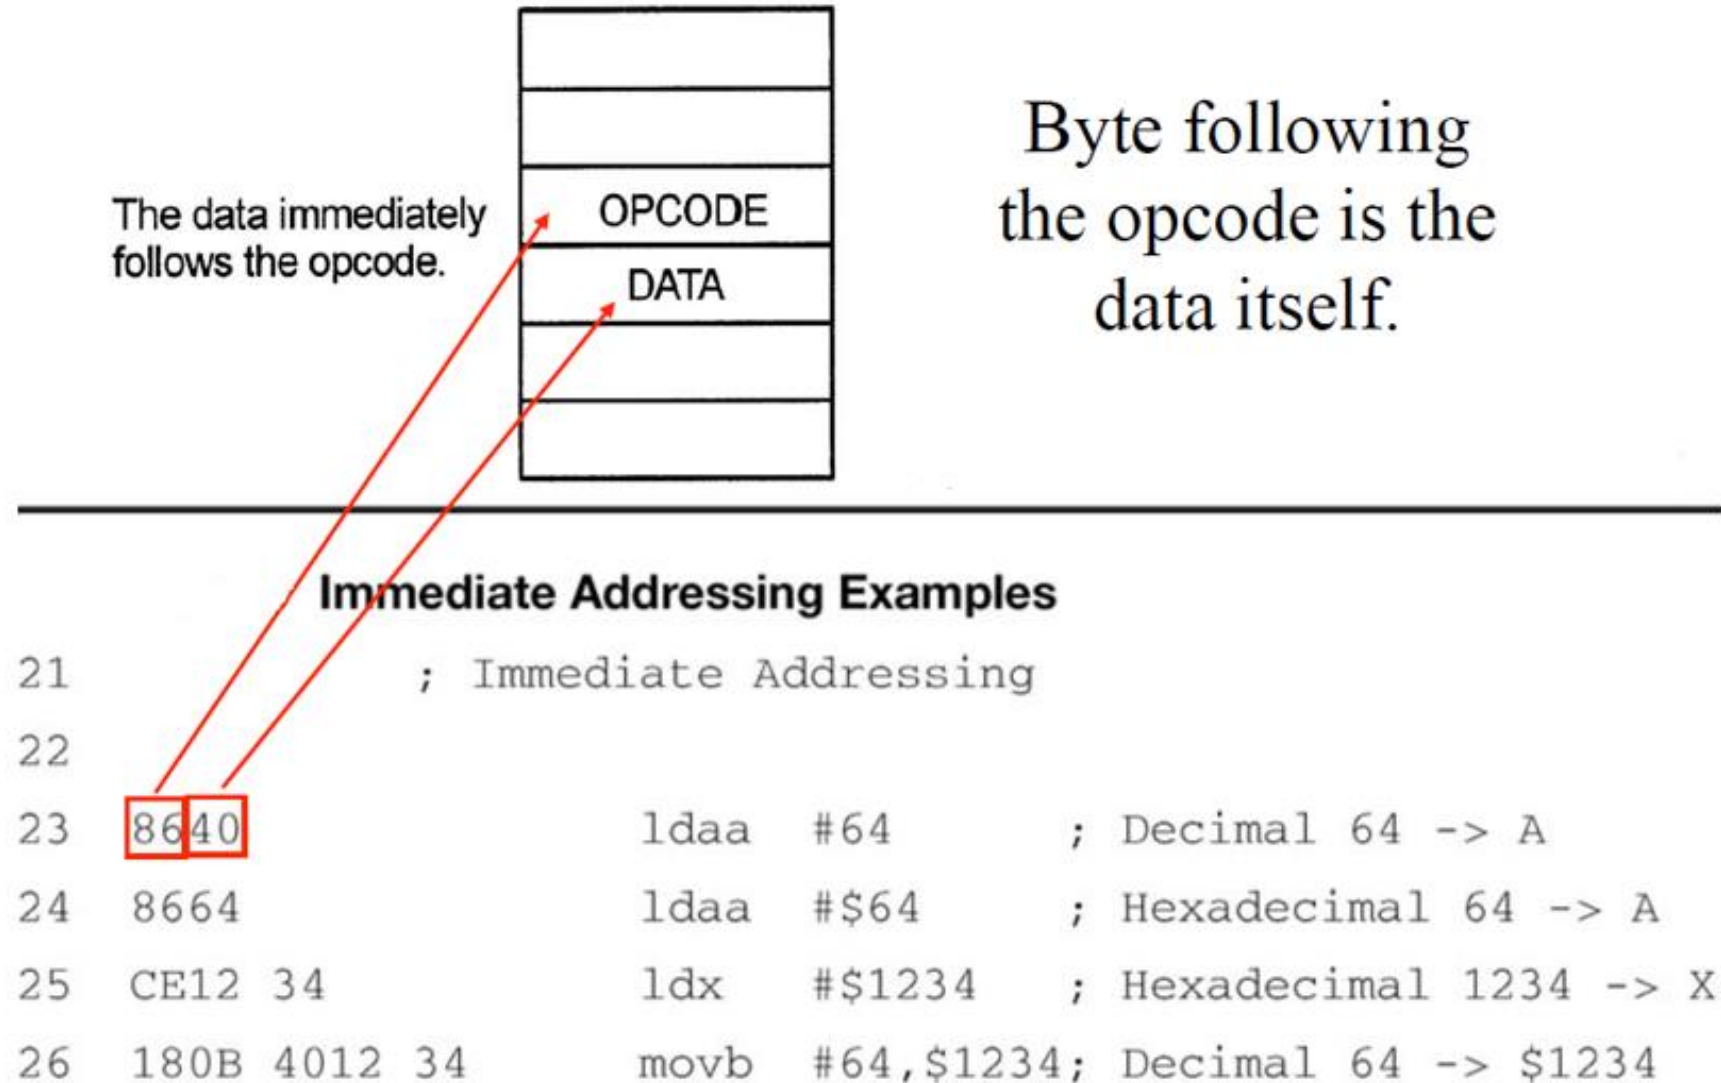 The data immediately
follows the opcode.
OPCODE
DATA
Byte following
the opcode is the
data itself.
Immediate Addressing Examples
21 ; Immediate Addressing
22
23 8640 ldaa #64 ; Decimal 64 -> A
24 8664 ldaa #$64 ; Hexadecimal 64 -> A
25 CE12 34 ldx #$1234 ; Hexadecimal 1234 -> X
26 180B 4012 34 movb #64,$1234; Decimal 64 -> $1234